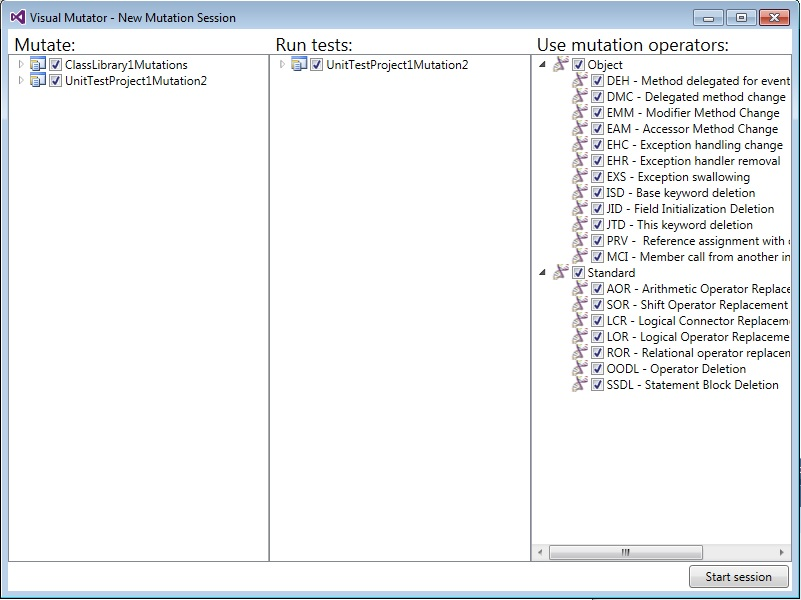 Visual Mutator - New Mutation Session
Mutate:
ClassLibrary1Mutations
UnitTestProject1Mutation2
Run tests:
UnitTestProject1Mutation2
Use mutation operators:
Object
DEH - Method delegated for event
DMC - Delegated method change
EMM - Modifier Method Change
EAM - Accessor Method Change
EHC - Exception handling change
EHR - Exception handler removal
EXS - Exception swallowing
ISD - Base keyword deletion
JID - Field Initialization Deletion
JTD - This keyword deletion
PRV -  Reference assignment with
MCI - Member call from another in
Standard
AOR - Arithmetic Operator Replace
SOR - Shift Operator Replacement
LCR - Logical Connector Replacem
LOR - Logical Operator Replaceme
ROR - Relational operator replacen
OODL - Operator Deletion
SSDL - Statement Block Deletion
Start session